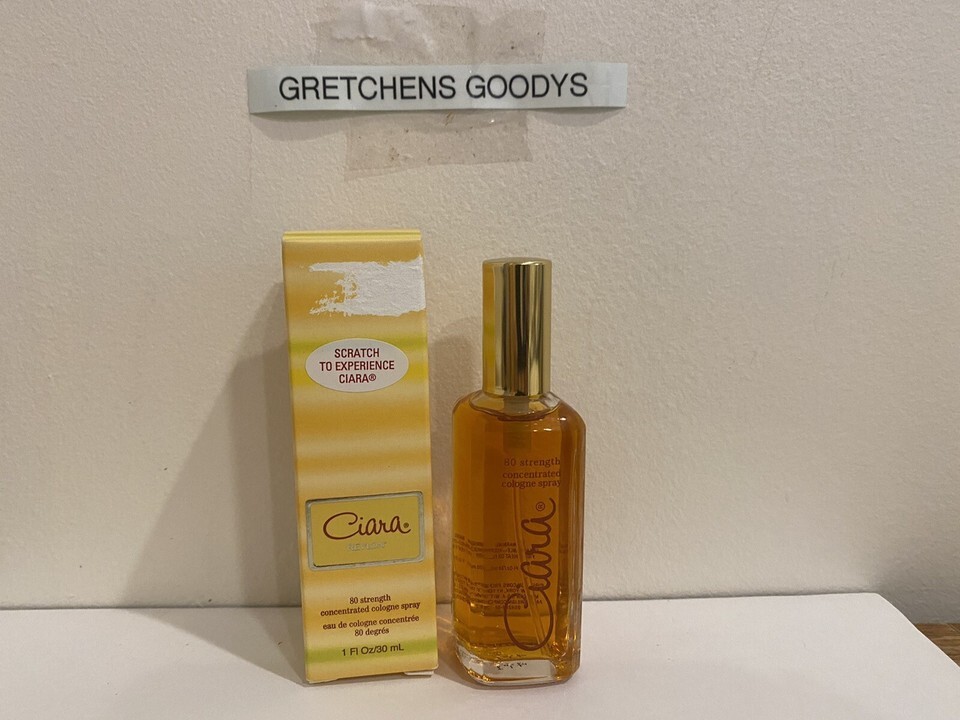 GRETCHENS GOODYS
SCRATCH
TO EXPERIENCE
CIARA®
Ciara®
REVLON
80 strength
concentrated cologne spray
eau de cologne concentrée
80 degrés
1 Fl Oz/30 mL
80 strength
concentrated
cologne spray
Ciara®